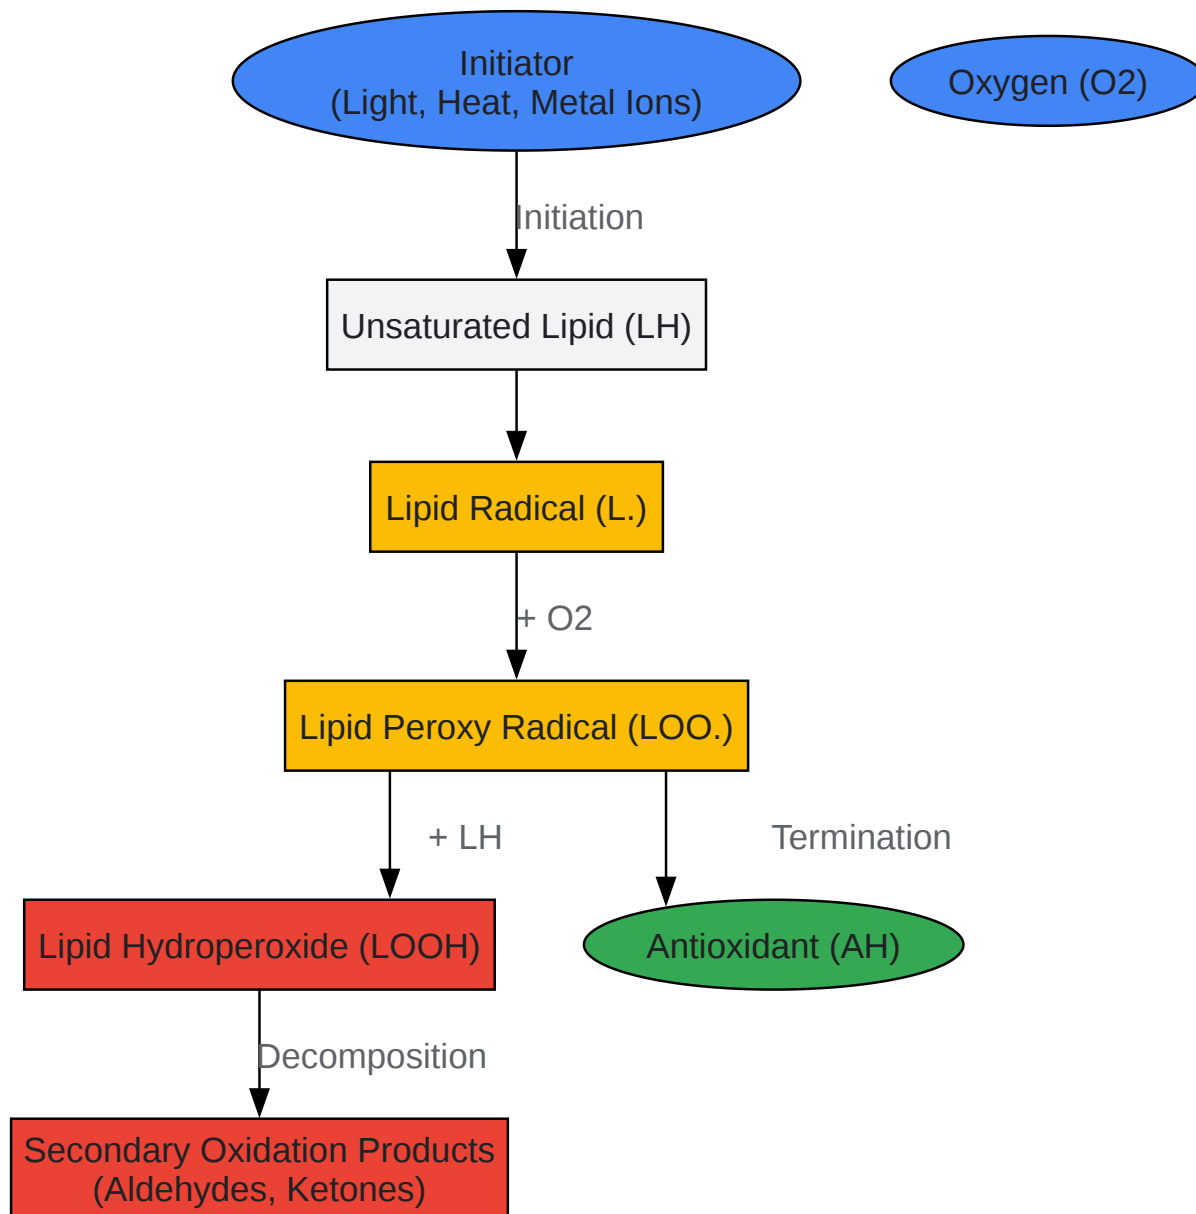 Initiator
(Light, Heat, Metal Ions)
Oxygen (O2)
Initiation
Unsaturated Lipid (LH)
Lipid Radical (L.)
+ O2
Lipid Peroxy Radical (LOO.)
+ LH
Termination
Lipid Hydroperoxide (LOOH)
Antioxidant (AH)
Decomposition
Secondary Oxidation Products
(Aldehydes, Ketones)